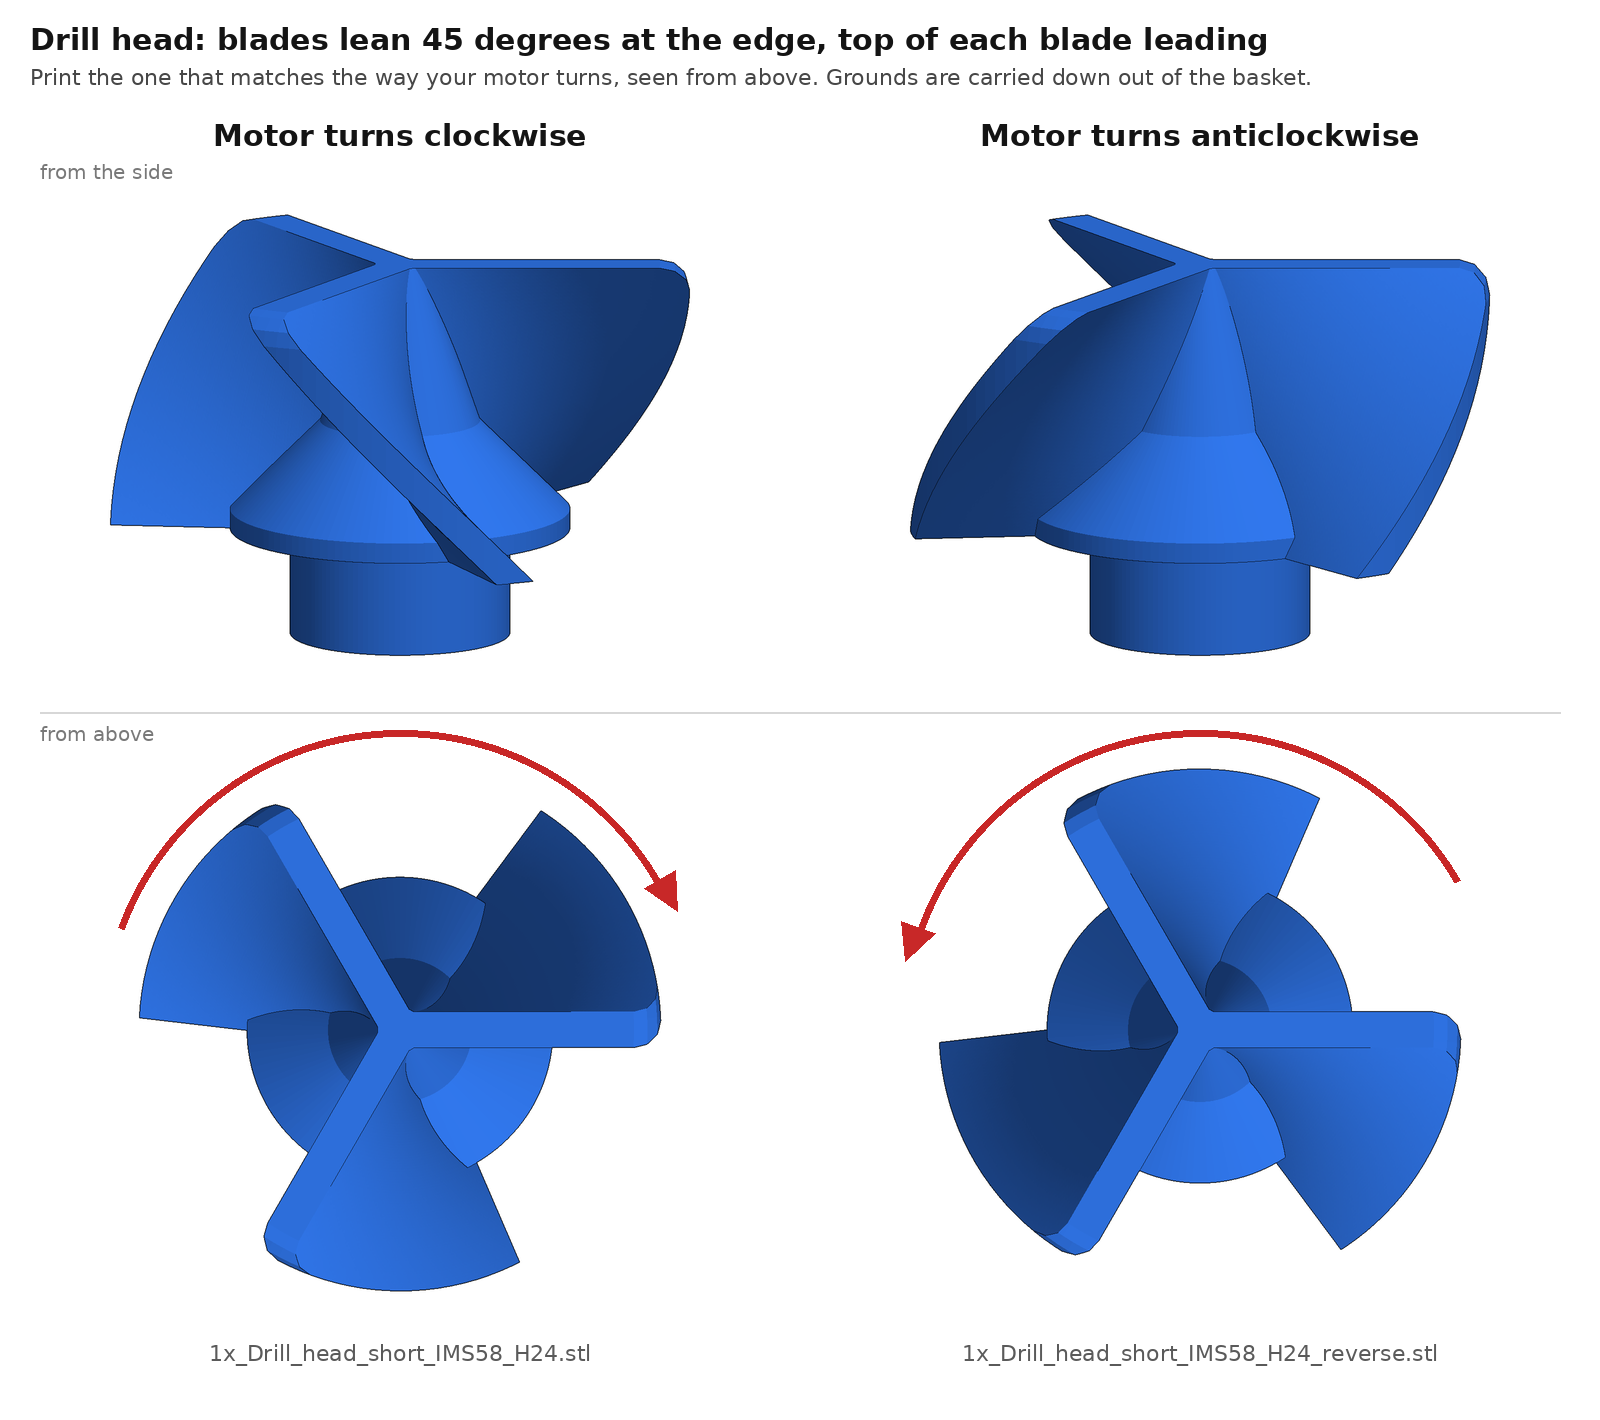 Drill head: blades lean 45 degrees at the edge, top of each blade leading
Print the one that matches the way your motor turns, seen from above. Grounds are carried down out of the basket.
Motor turns clockwise
Motor turns anticlockwise
from the side
from above
1x_Drill_head_short_IMS58_H24.stl
1x_Drill_head_short_IMS58_H24_reverse.stl